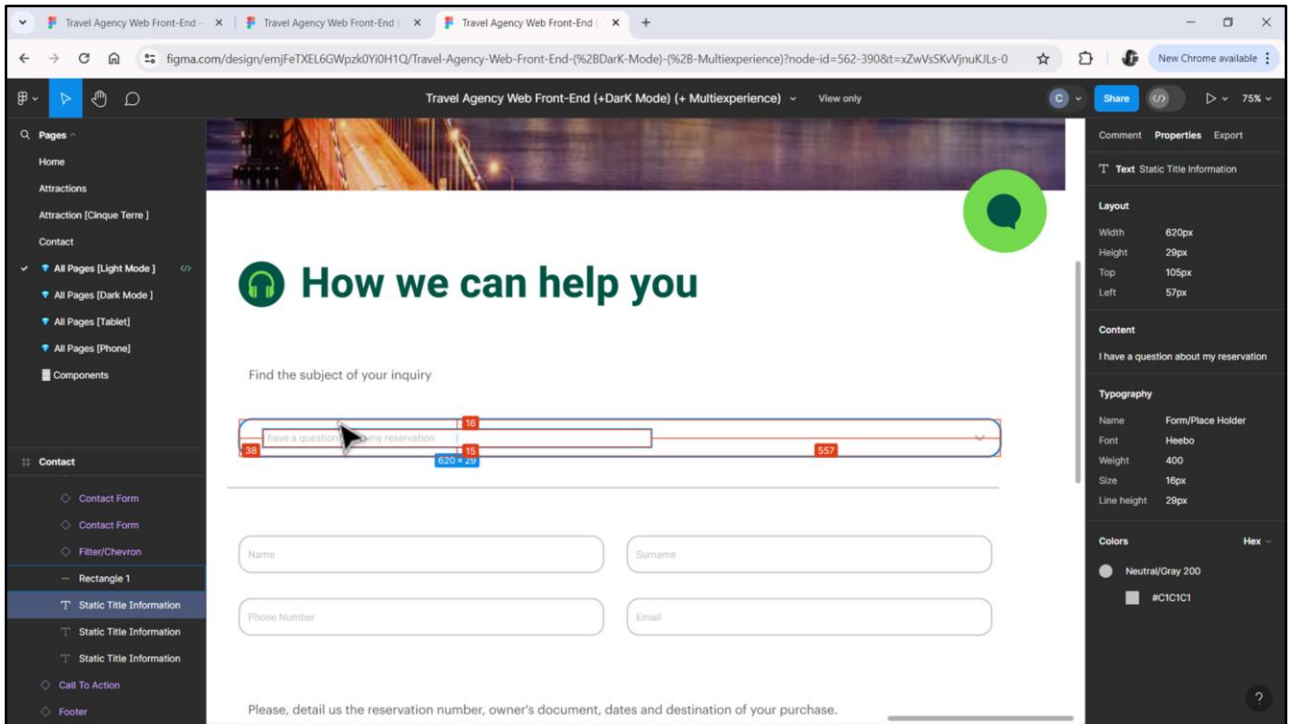 Travel Agency Web Front-End -
Travel Agency Web Front-End (
Travel Agency Web Front-End (
figma.com/design/emjFeTXEL6GWpzk0Yi0H1Q/Travel-Agency-Web-Front-End-(%2BDarK-Mode)-(%2B-Multiexperience)?node-id=562-390&t=xZwVsSKvVjnuKJLs-0
New Chrome available
Travel Agency Web Front-End (+DarK Mode) (+ Multiexperience)
View only
C
Share
75%
Pages
Home
Attractions
Attraction [Cinque Terre ]
Contact
All Pages [Light Mode ]
All Pages [Dark Mode ]
All Pages [Tablet]
All Pages [Phone]
Components
Contact
Contact Form
Contact Form
Filter/Chevron
Rectangle 1
Static Title Information
Static Title Information
Static Title Information
Call To Action
Footer
How we can help you
Find the subject of your inquiry
16
have a question my reservation
38
15
557
620 × 29
Name
Surname
Phone Number
Email
Please, detail us the reservation number, owner's document, dates and destination of your purchase.
Comment Properties Export
Text Static Title Information
Layout
Width 620px
Height 29px
Top 105px
Left 57px
Content
I have a question about my reservation
Typography
Name Form/Place Holder
Font Heebo
Weight 400
Size 16px
Line height 29px
Colors Hex
Neutral/Gray 200
#C1C1C1
?